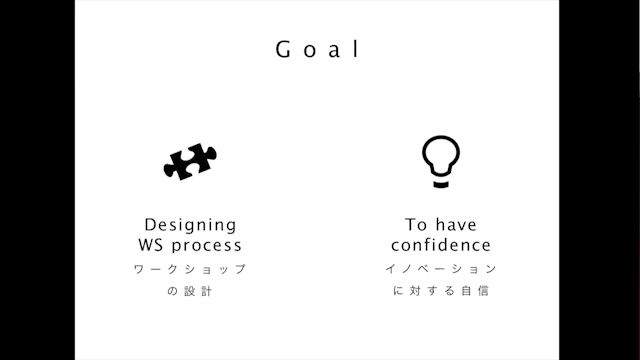 Goal
Designing
WS process
ワークショップ
の設計
To have
confidence
イノベーション
に対する自信